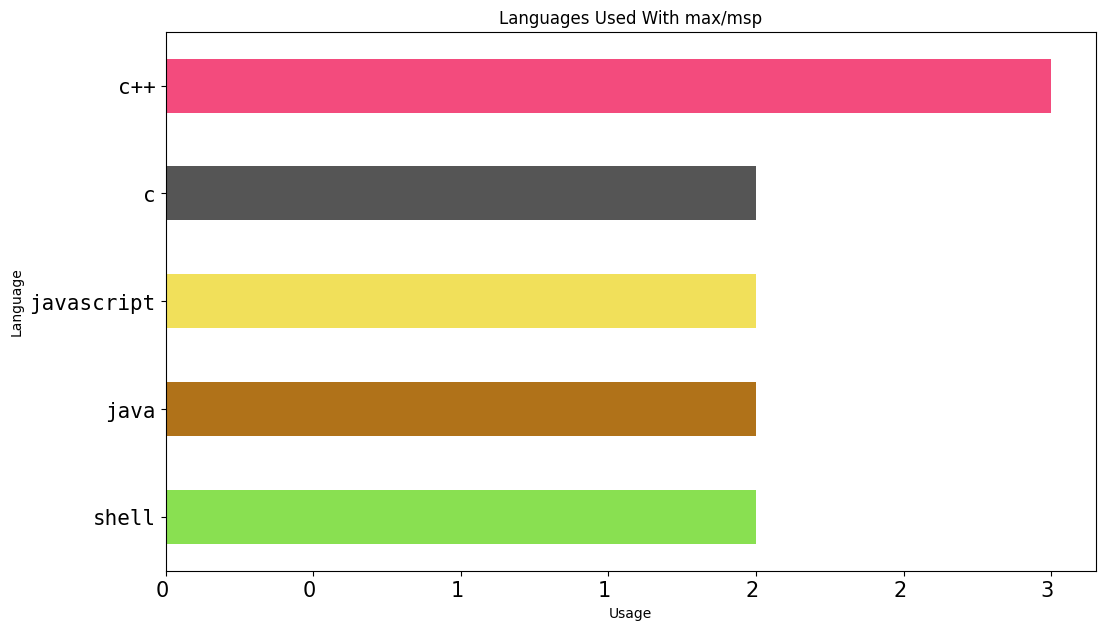 Languages Used With max/msp
c++
c
javascript
java
shell
Language
0 0 1 1 2 2 3
Usage